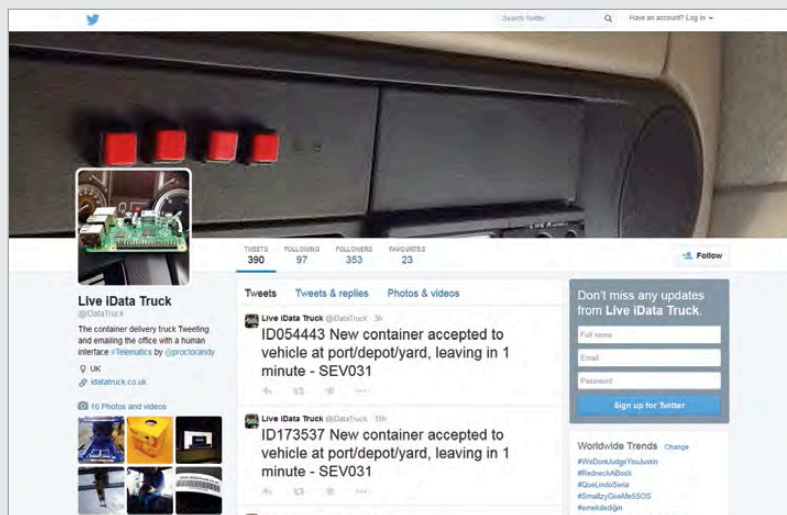 Search Twitter
Have an account? Log in
TWEETS FOLLOWING FOLLOWERS FAVOURITES
390 97 353 23
Follow
Live iData Truck
@iDataTruck
The container delivery truck Tweeting
and emailing the office with a human
interface #Telematics by @proctorandy
UK
idatatruck.co.uk
16 Photos and videos
Tweets Tweets & replies Photos & videos
Live iData Truck @iDataTruck · 3h
ID054443 New container accepted to
vehicle at port/depot/yard, leaving in 1
minute - SEV031
Live iData Truck @iDataTruck · 15h
ID173537 New container accepted to
vehicle at port/depot/yard, leaving in 1
minute - SEV031
Don't miss any updates
from Live iData Truck.
Full name
Email
Password
Sign up for Twitter
Worldwide Trends Change
#WeDontJudgeYouJustin
#RedneckABook
#QueLindoSeria
#SmallzyGiveMe5SOS
#emekdediğin